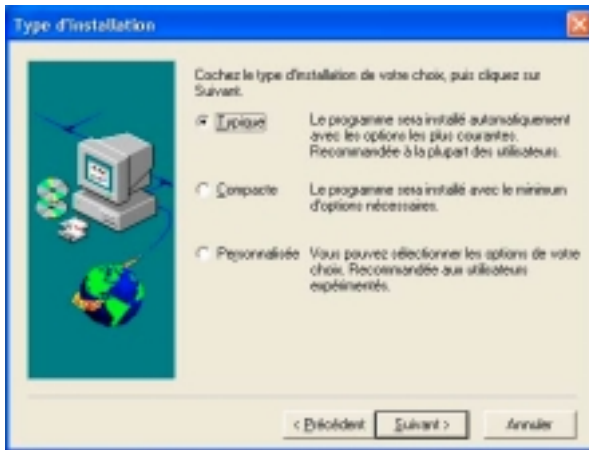 Type d'installation
Cochez le type d'installation de votre choix, puis cliquez sur
Suivant.
Typique
Le programme sera installé automatiquement
avec les options les plus courantes.
Recommandée à la plupart des utilisateurs.
Compacte
Le programme sera installé avec le minimum
d'options nécessaires.
Personnalisée
Vous pouvez sélectionner les options de votre
choix. Recommandée aux utilisateurs
expérimentés.
< Précédent
Suivant >
Annuler